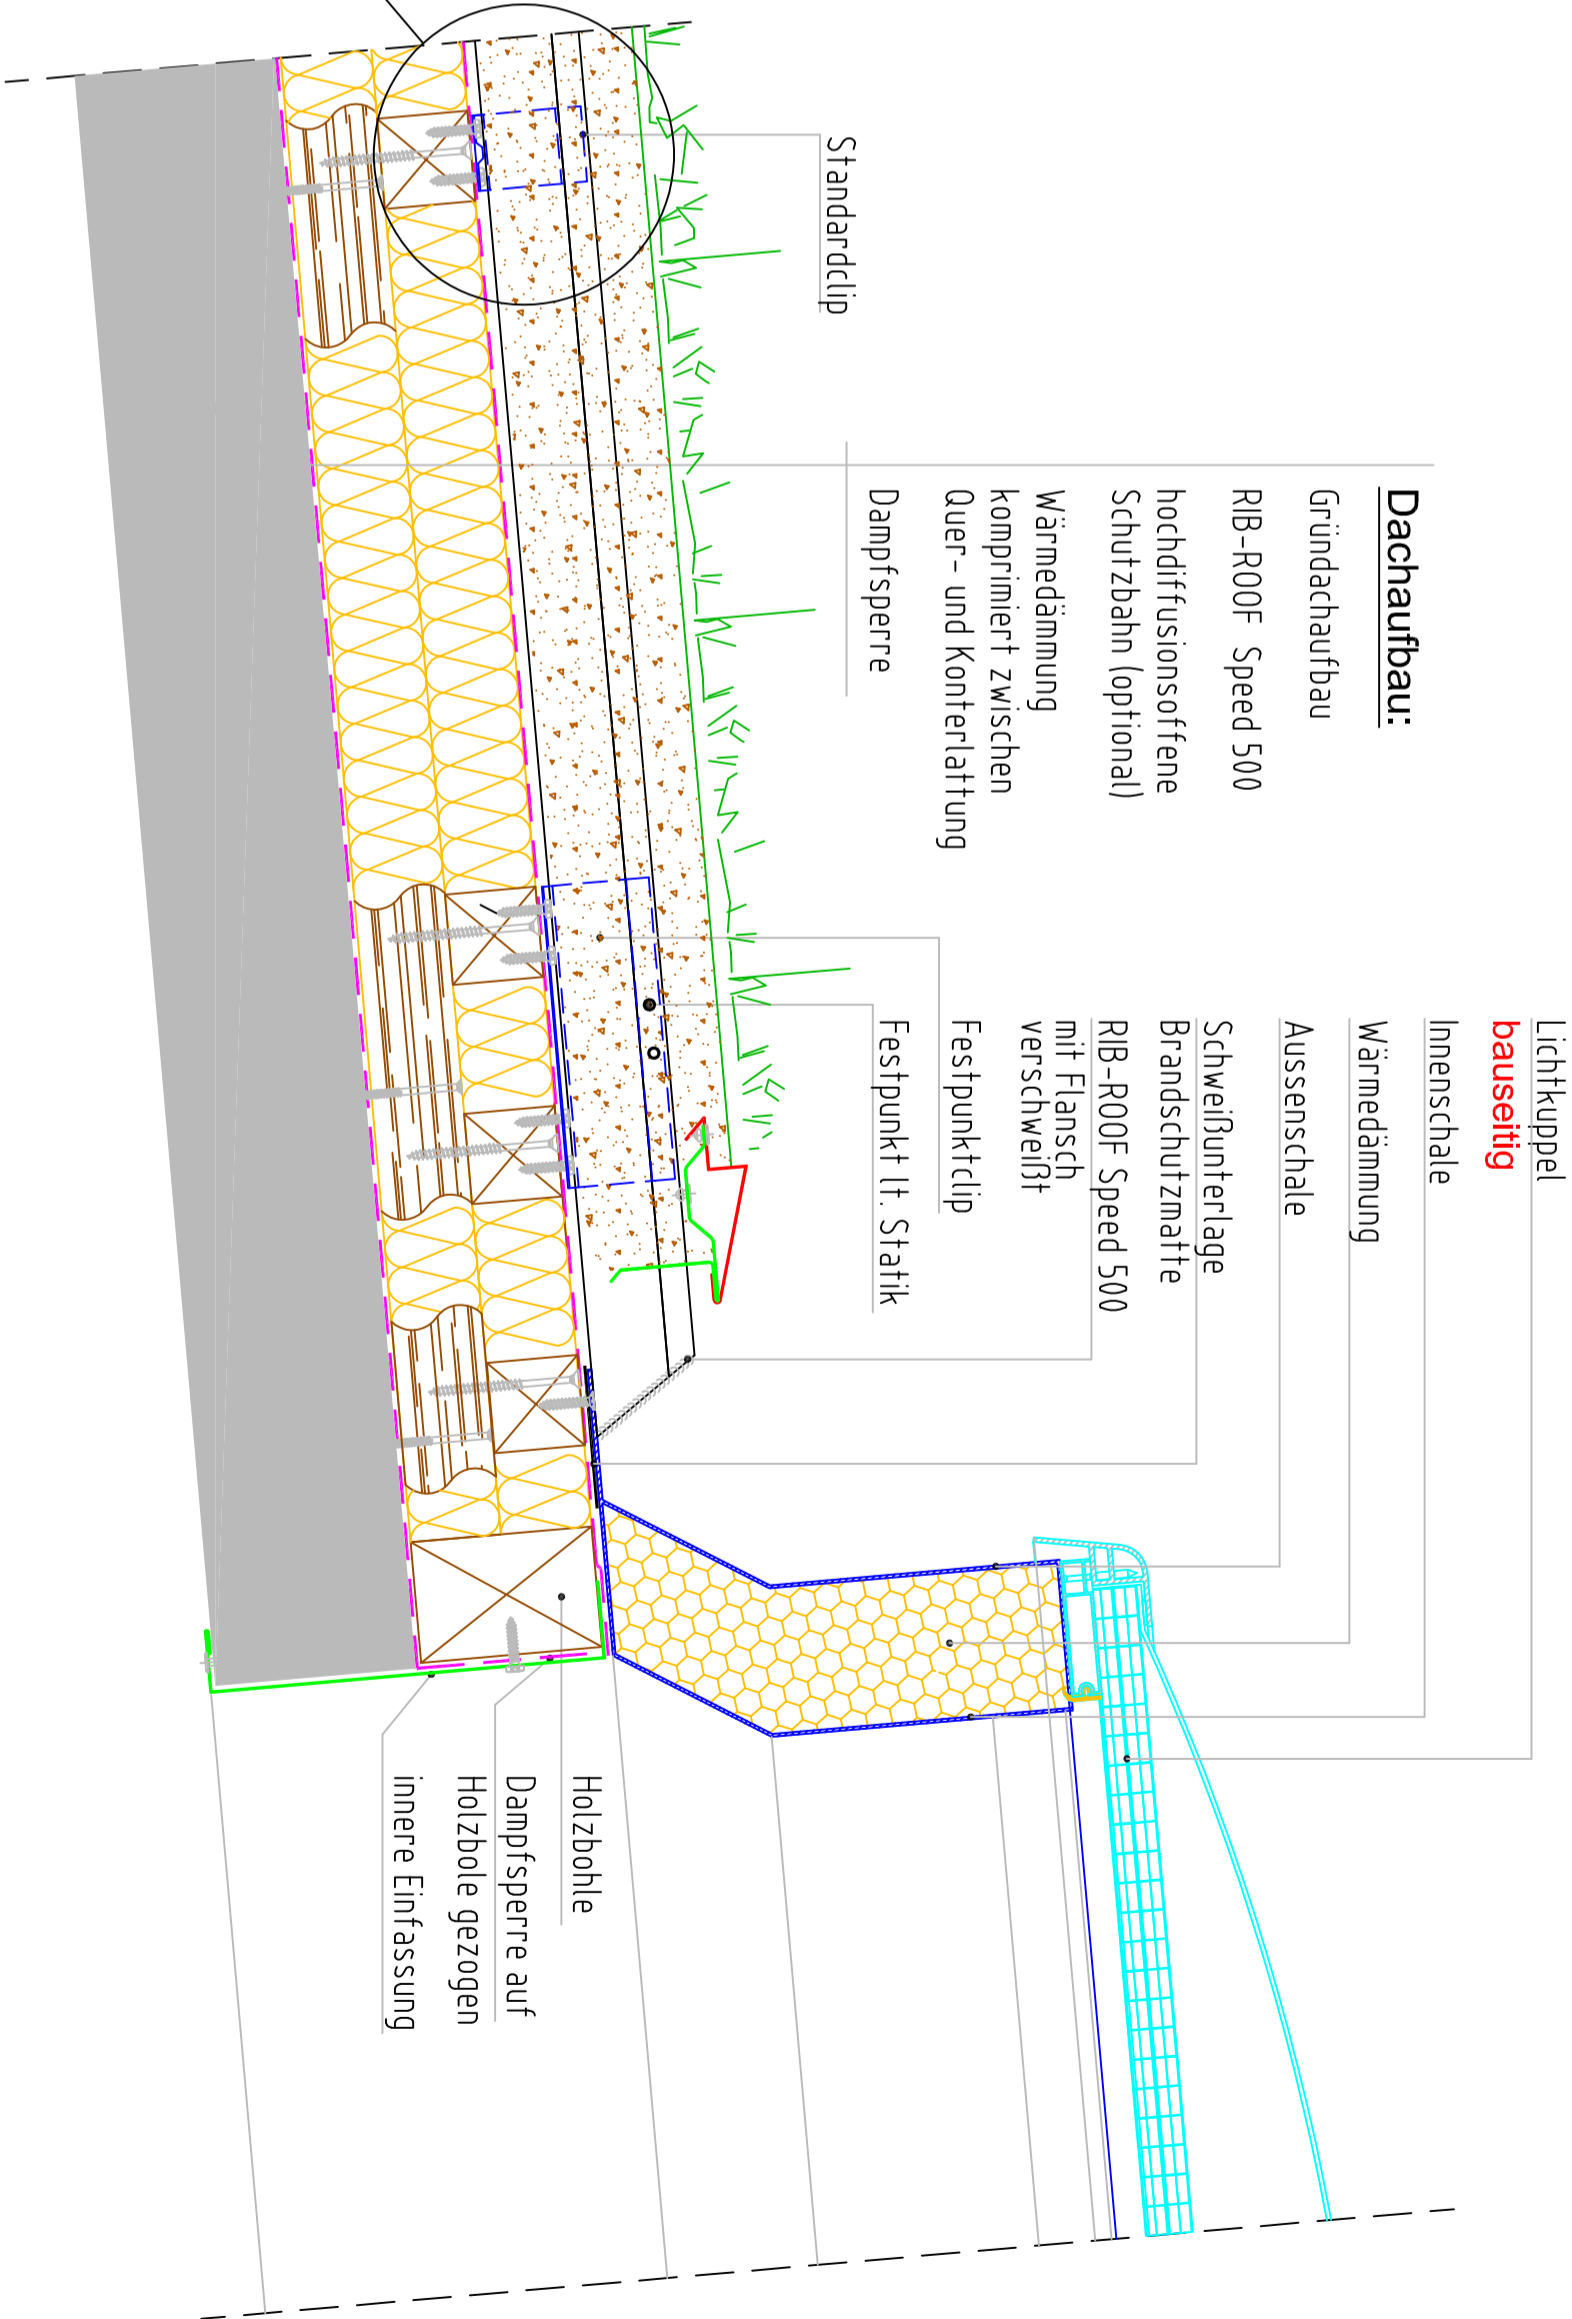 Dachaufbau:
Gründachaufbau
RIB-ROOF Speed 500
hochdiffusionsoffene
Schutzbahn (optional)
Wärmedämmung
komprimiert zwischen
Quer- und Konterlattung
Dampfsperre
Standardclip
Lichtkuppel
bauseitig
Innenschale
Wärmedämmung
Aussenschale
Schweißunterlage
Brandschutzmatte
RIB-ROOF Speed 500
mit Flansch
verschweißt
Festpunktclip
Festpunkt lt. Statik
Holzbohle
Dampfsperre auf
Holzbole gezogen
innere Einfassung